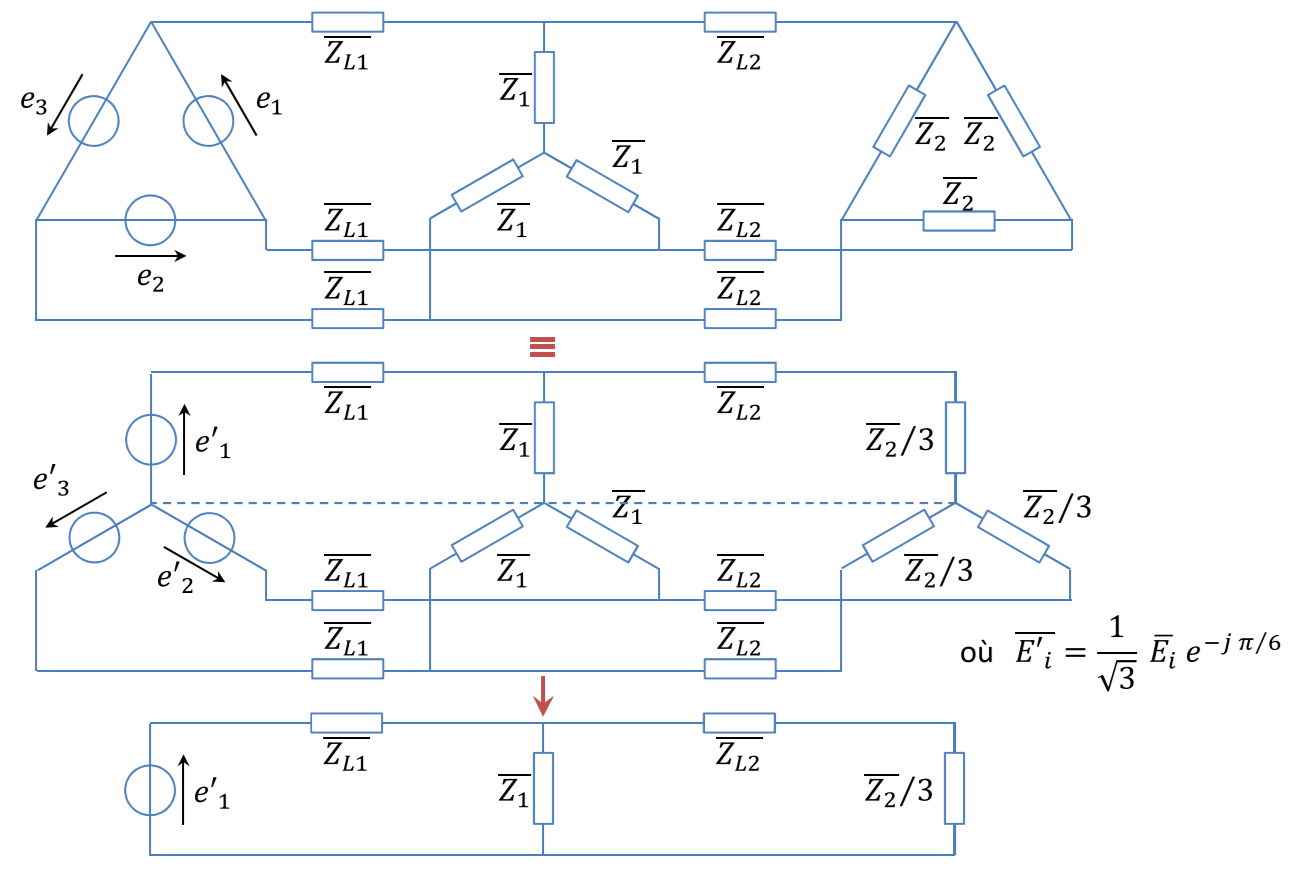 $\overline{Z_{L1}}$ $\overline{Z_{L2}}$
$e_3$ $e_1$ $\overline{Z_1}$ $\overline{Z_2}$ $\overline{Z_2}$
$\overline{Z_1}$
$\overline{Z_{L1}}$ $\overline{Z_1}$ $\overline{Z_{L2}}$ $\overline{Z_2}$
$e_2$ $\overline{Z_{L1}}$ $\overline{Z_{L2}}$
≡
$\overline{Z_{L1}}$ $\overline{Z_{L2}}$
$e'_1$ $\overline{Z_1}$ $\overline{Z_2}/3$
$e'_3$ $\overline{Z_1}$ $\overline{Z_2}/3$
$e'_2$ $\overline{Z_{L1}}$ $\overline{Z_1}$ $\overline{Z_{L2}}$ $\overline{Z_2}/3$
$\overline{Z_{L1}}$ $\overline{Z_{L2}}$
où $\overline{E'_i} = \frac{1}{\sqrt{3}} \overline{E}_i e^{-j\pi/6}$
$\overline{Z_{L1}}$ $\overline{Z_{L2}}$
$e'_1$ $\overline{Z_1}$ $\overline{Z_2}/3$